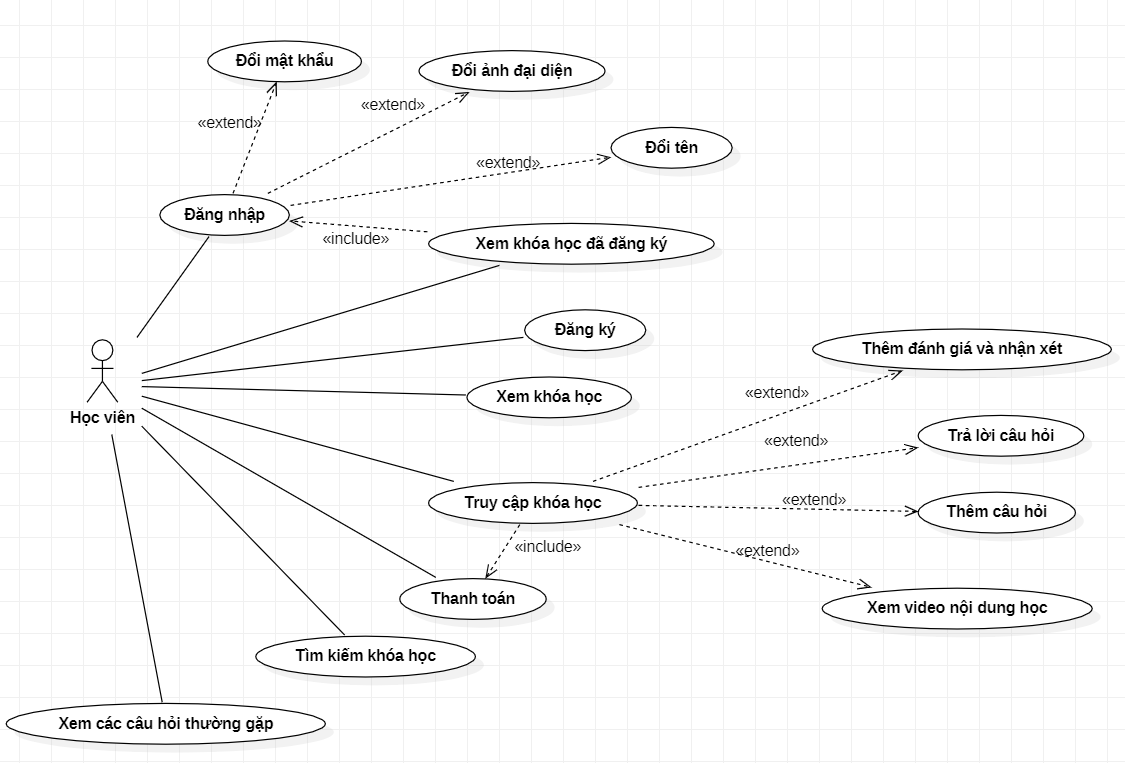 Đổi mật khẩu
Đổi ảnh đại diện
«extend»
«extend»
Đổi tên
«extend»
Đăng nhập
«include»
Xem khóa học đã đăng ký
Đăng ký
Thêm đánh giá và nhận xét
Xem khóa học
«extend»
Học viên
Trả lời câu hỏi
«extend»
Truy cập khóa học
«extend»
Thêm câu hỏi
«include»
«extend»
Thanh toán
Xem video nội dung học
Tìm kiếm khóa học
Xem các câu hỏi thường gặp